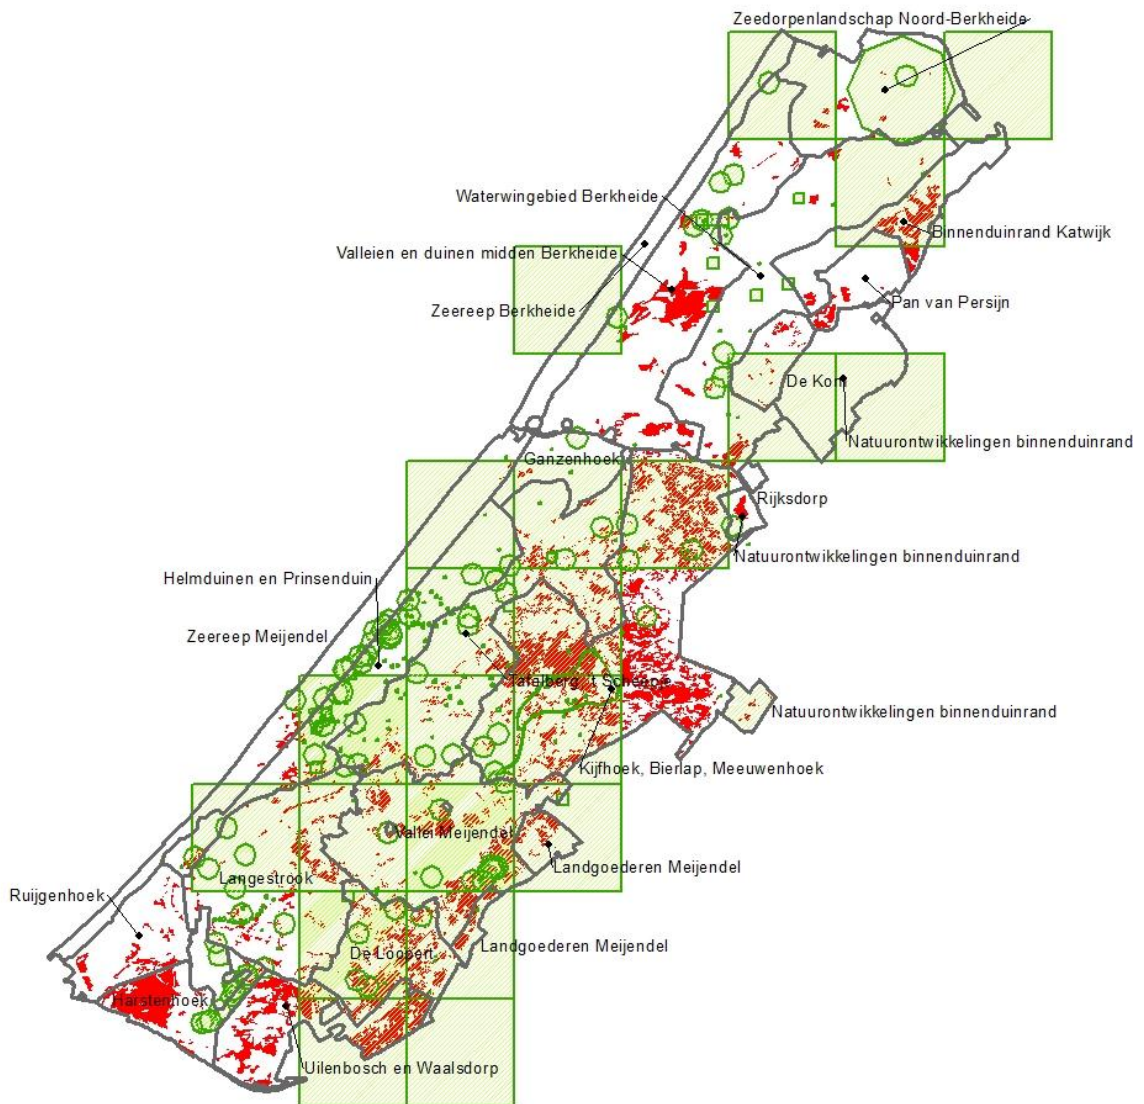 Zeedorpenlandschap Noord-Berkheide
Waterwingebied Berkheide
Binnenduinrand Katwijk
Valleien en duinen midden Berkheide
Pan van Persijn
Zeereep Berkheide
De Kom
Natuurontwikkelingen binnenduinrand
Ganzenhoek
Rijksdorp
Natuurontwikkelingen binnenduinrand
Helmduinen en Prinsenduin
Zeereep Meijendel
Tafelberg 't Scheepje
Natuurontwikkelingen binnenduinrand
Kijfhoek, Bierlap, Meeuwenhoek
Vallei Meijendel
Landgoederen Meijendel
Langestrook
Ruijgenhoek
Landgoederen Meijendel
De Loopert
Harstenhoek
Uilenbosch en Waalsdorp